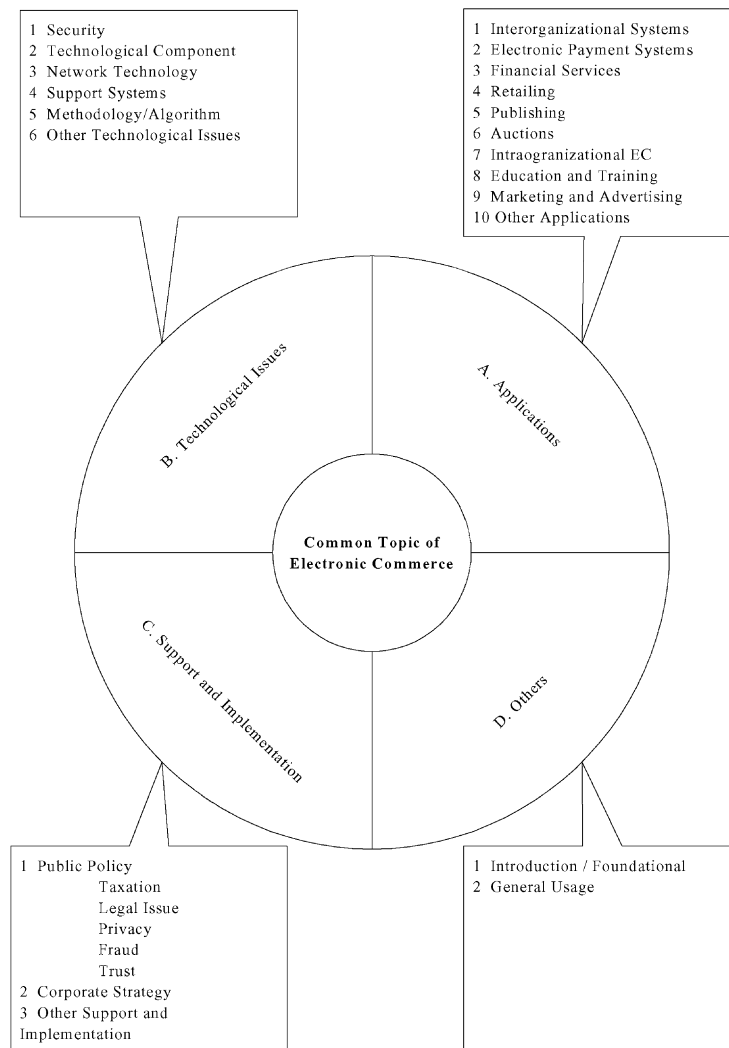 1 Security
2 Technological Component
3 Network Technology
4 Support Systems
5 Methodology/Algorithm
6 Other Technological Issues
1 Interorganizational Systems
2 Electronic Payment Systems
3 Financial Services
4 Retailing
5 Publishing
6 Auctions
7 Intraogranizational EC
8 Education and Training
9 Marketing and Advertising
10 Other Applications
B. Technological Issues
A. Applications
Common Topic of
Electronic Commerce
C. Support and Implementation
D. Others
1 Public Policy
Taxation
Legal Issue
Privacy
Fraud
Trust
2 Corporate Strategy
3 Other Support and
Implementation
1 Introduction / Foundational
2 General Usage